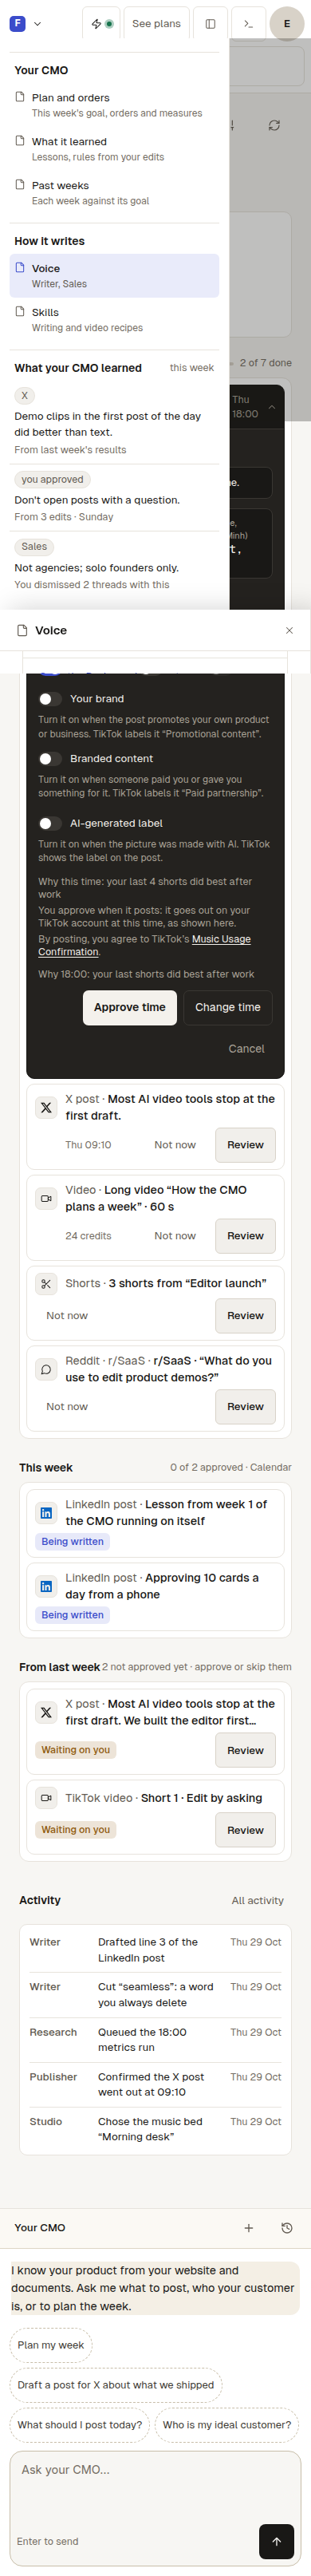 F
See plans
E
Your CMO
Plan and orders
This week's goal, orders and measures
What it learned
Lessons, rules from your edits
Past weeks
Each week against its goal
2 of 7 done
How it writes
Voice
Writer, Sales
Skills
Writing and video recipes
What your CMO learned this week
Thu
18:00
X
Demo clips in the first post of the day
did better than text.
From last week's results
you approved
Don't open posts with a question.
From 3 edits · Sunday
Sales
Not agencies; solo founders only.
You dismissed 2 threads with this
Voice
Your brand
Turn it on when the post promotes your own product
or business. TikTok labels it “Promotional content”.
Branded content
Turn it on when someone paid you or gave you
something for it. TikTok labels it “Paid partnership”.
AI-generated label
Turn it on when the picture was made with AI. TikTok
shows the label on the post.
Why this time: your last 4 shorts did best after
work
You approve when it posts: it goes out on your
TikTok account at this time, as shown here.
By posting, you agree to TikTok's Music Usage
Confirmation.
Why 18:00: your last shorts did best after work
Approve time
Change time
Cancel
X post · Most AI video tools stop at the
first draft.
Thu 09:10
Not now
Review
Video · Long video “How the CMO
plans a week” · 60 s
24 credits
Not now
Review
Shorts · 3 shorts from “Editor launch”
Not now
Review
Reddit · r/SaaS · r/SaaS · “What do you
use to edit product demos?”
Not now
Review
This week
0 of 2 approved · Calendar
LinkedIn post · Lesson from week 1 of
the CMO running on itself
Being written
LinkedIn post · Approving 10 cards a
day from a phone
Being written
From last week
2 not approved yet · approve or skip them
X post · Most AI video tools stop at the
first draft. We built the editor first…
Waiting on you
Review
TikTok video · Short 1 · Edit by asking
Waiting on you
Review
Activity
All activity
Writer
Drafted line 3 of the
LinkedIn post
Thu 29 Oct
Writer
Cut “seamless”: a word
you always delete
Thu 29 Oct
Research
Queued the 18:00
metrics run
Thu 29 Oct
Publisher
Confirmed the X post
went out at 09:10
Thu 29 Oct
Studio
Chose the music bed
“Morning desk”
Thu 29 Oct
Your CMO
I know your product from your website and
documents. Ask me what to post, who your customer
is, or to plan the week.
Plan my week
Draft a post for X about what we shipped
What should I post today?
Who is my ideal customer?
Ask your CMO...
Enter to send